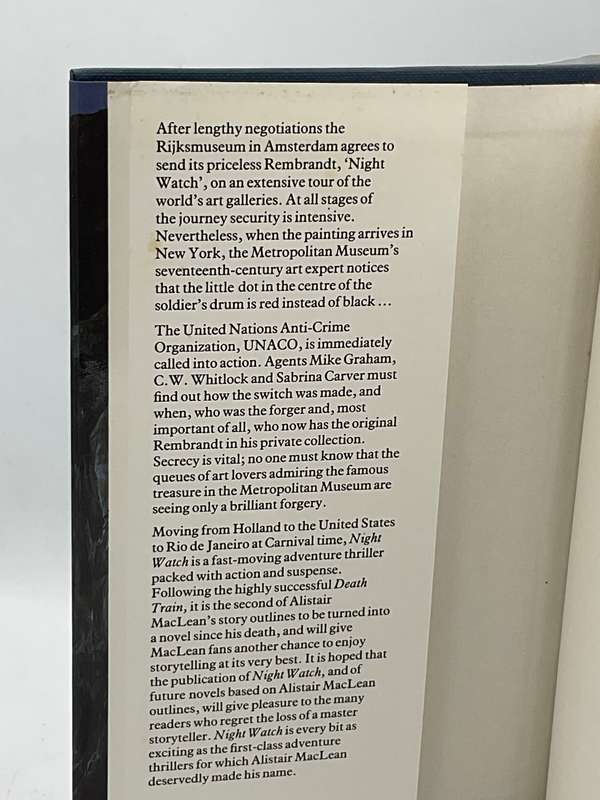 After lengthy negotiations the
Rijksmuseum in Amsterdam agrees to
send its priceless Rembrandt, ‘Night
Watch’, on an extensive tour of the
world’s art galleries. At all stages of
the journey security is intensive.
Nevertheless, when the painting arrives in
New York, the Metropolitan Museum’s
seventeenth-century art expert notices
that the little dot in the centre of the
soldier’s drum is red instead of black ...
The United Nations Anti-Crime
Organization, UNACO, is immediately
called into action. Agents Mike Graham,
C.W. Whitlock and Sabrina Carver must
find out how the switch was made, and
when, who was the forger and, most
important of all, who now has the original
Rembrandt in his private collection.
Secrecy is vital; no one must know that the
queues of art lovers admiring the famous
treasure in the Metropolitan Museum are
seeing only a brilliant forgery.
Moving from Holland to the United States
to Rio de Janeiro at Carnival time, Night
Watch is a fast-moving adventure thriller
packed with action and suspense.
Following the highly successful Death
Train, it is the second of Alistair
MacLean’s story outlines to be turned into
a novel since his death, and will give
MacLean fans another chance to enjoy
storytelling at its very best. It is hoped that
the publication of Night Watch, and of
future novels based on Alistair MacLean
outlines, will give pleasure to the many
readers who regret the loss of a master
storyteller. Night Watch is every bit as
exciting as the first-class adventure
thrillers for which Alistair MacLean
deservedly made his name.